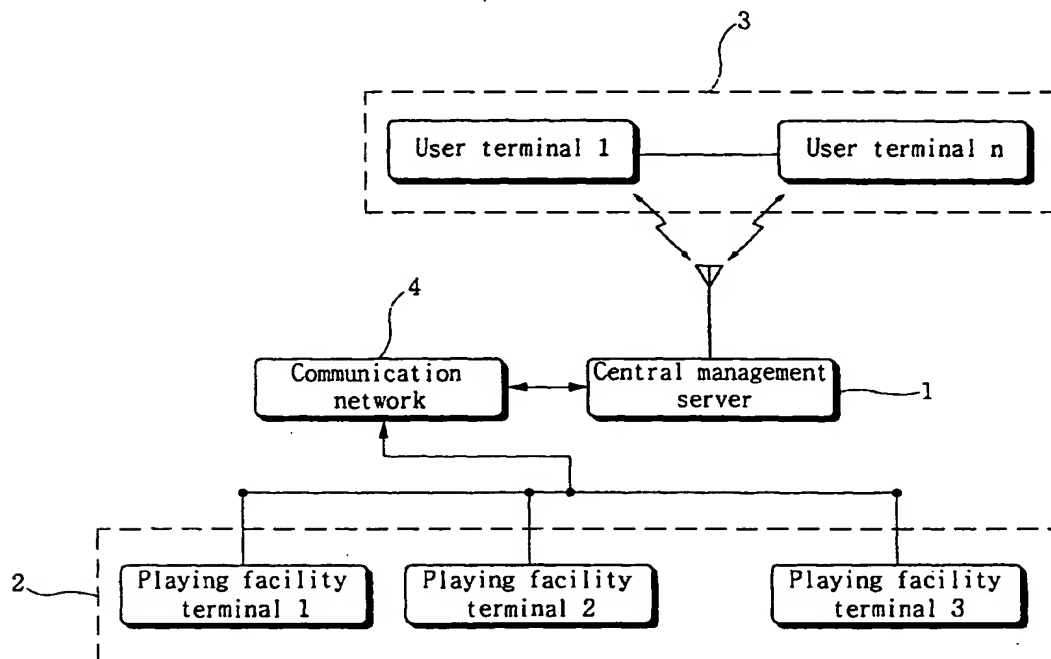 3
User terminal 1
User terminal n
4
Communication
network
Central management
server
1
2
Playing facility
terminal 1
Playing facility
terminal 2
Playing facility
terminal 3